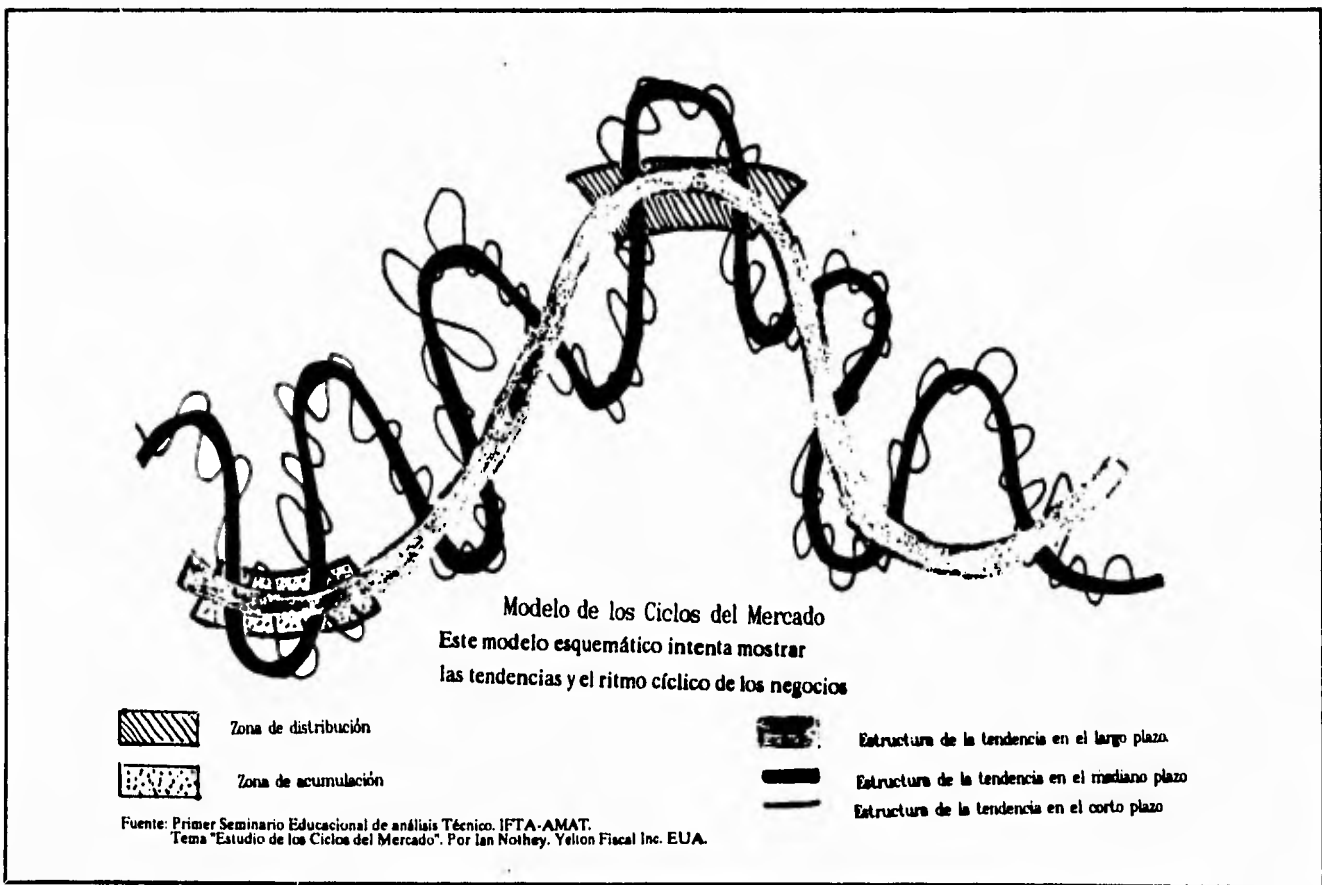 Modelo de los Ciclos del Mercado
Este modelo esquemático intenta mostrar
las tendencias y el ritmo cíclico de los negocios
Zona de distribución
Zona de acumulación
Estructura de la tendencia en el largo plazo.
Estructura de la tendencia en el mediano plazo
Estructura de la tendencia en el corto plazo
Fuente: Primer Seminario Educacional de análisis Técnico. IFTA-AMAT.
Tema "Estudio de los Ciclos del Mercado". Por Ian Nothey. Yelton Fiscal Inc. EUA.